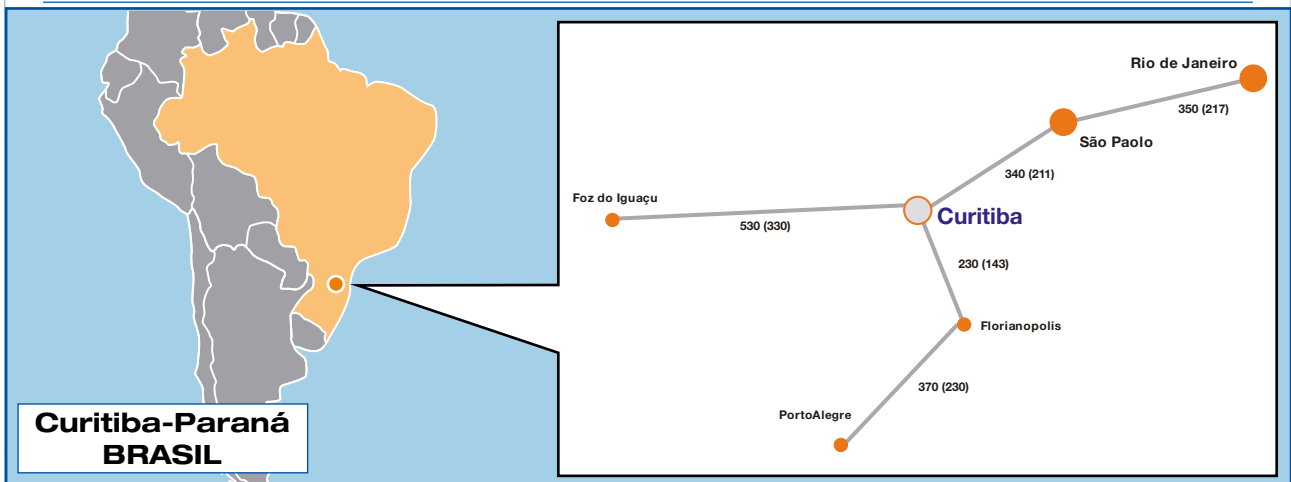 Rio de Janeiro
350 (217)
São Paolo
340 (211)
Foz do Iguaçu
530 (330)
Curitiba
230 (143)
Florianopolis
370 (230)
PortoAlegre
Curitiba-Paraná
BRASIL